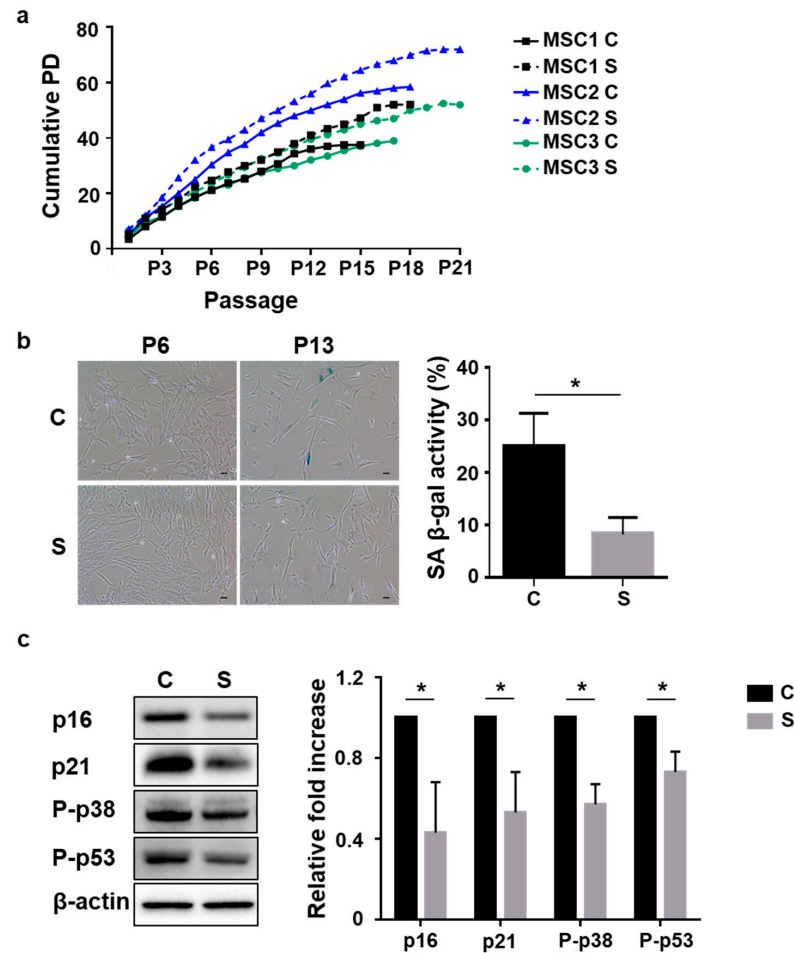 a
80
60
40
20
0
Cumulative PD
P3 P6 P9 P12 P15 P18 P21
Passage
MSC1 C
MSC1 S
MSC2 C
MSC2 S
MSC3 C
MSC3 S
b
P6 P13
C
S
40
30
20
10
0
SA β-gal activity (%)
*
C S
c
C S
p16
p21
P-p38
P-p53
β-actin
1.2
0.8
0.4
0
Relative fold increase
* * * *
p16 p21 P-p38 P-p53
C
S